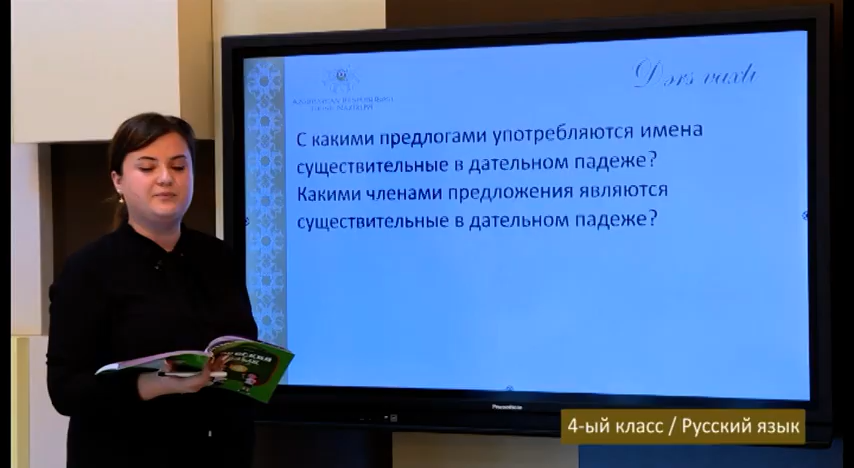 Dərs vaxtı
С какими предлогами употребляются имена
существительные в дательном падеже?
Какими членами предложения являются
существительные в дательном падеже?
4-ый класс / Русский язык